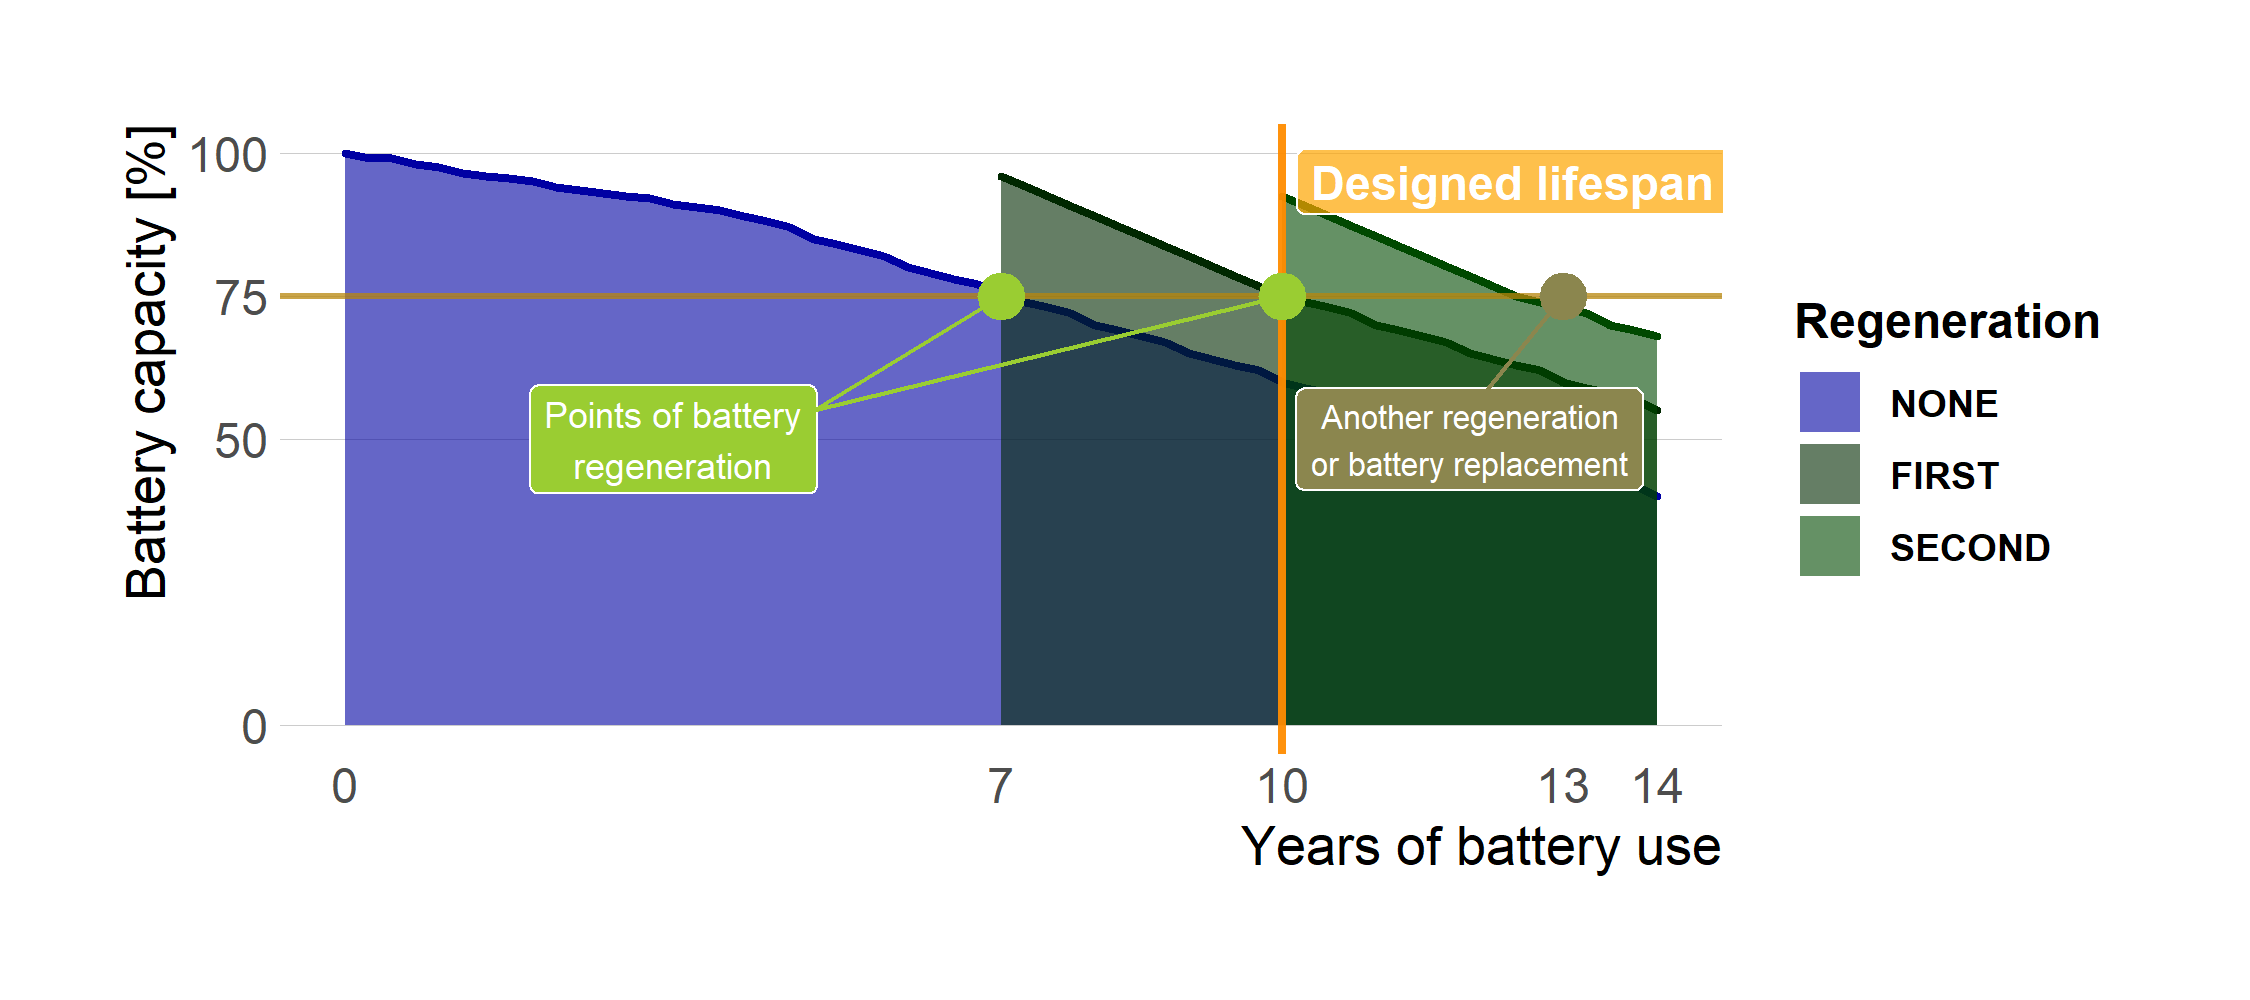 Battery capacity [%]
100
75
50
0
Designed lifespan
Points of battery
regeneration
Another regeneration
or battery replacement
0
7
10
13
14
Years of battery use
Regeneration
NONE
FIRST
SECOND